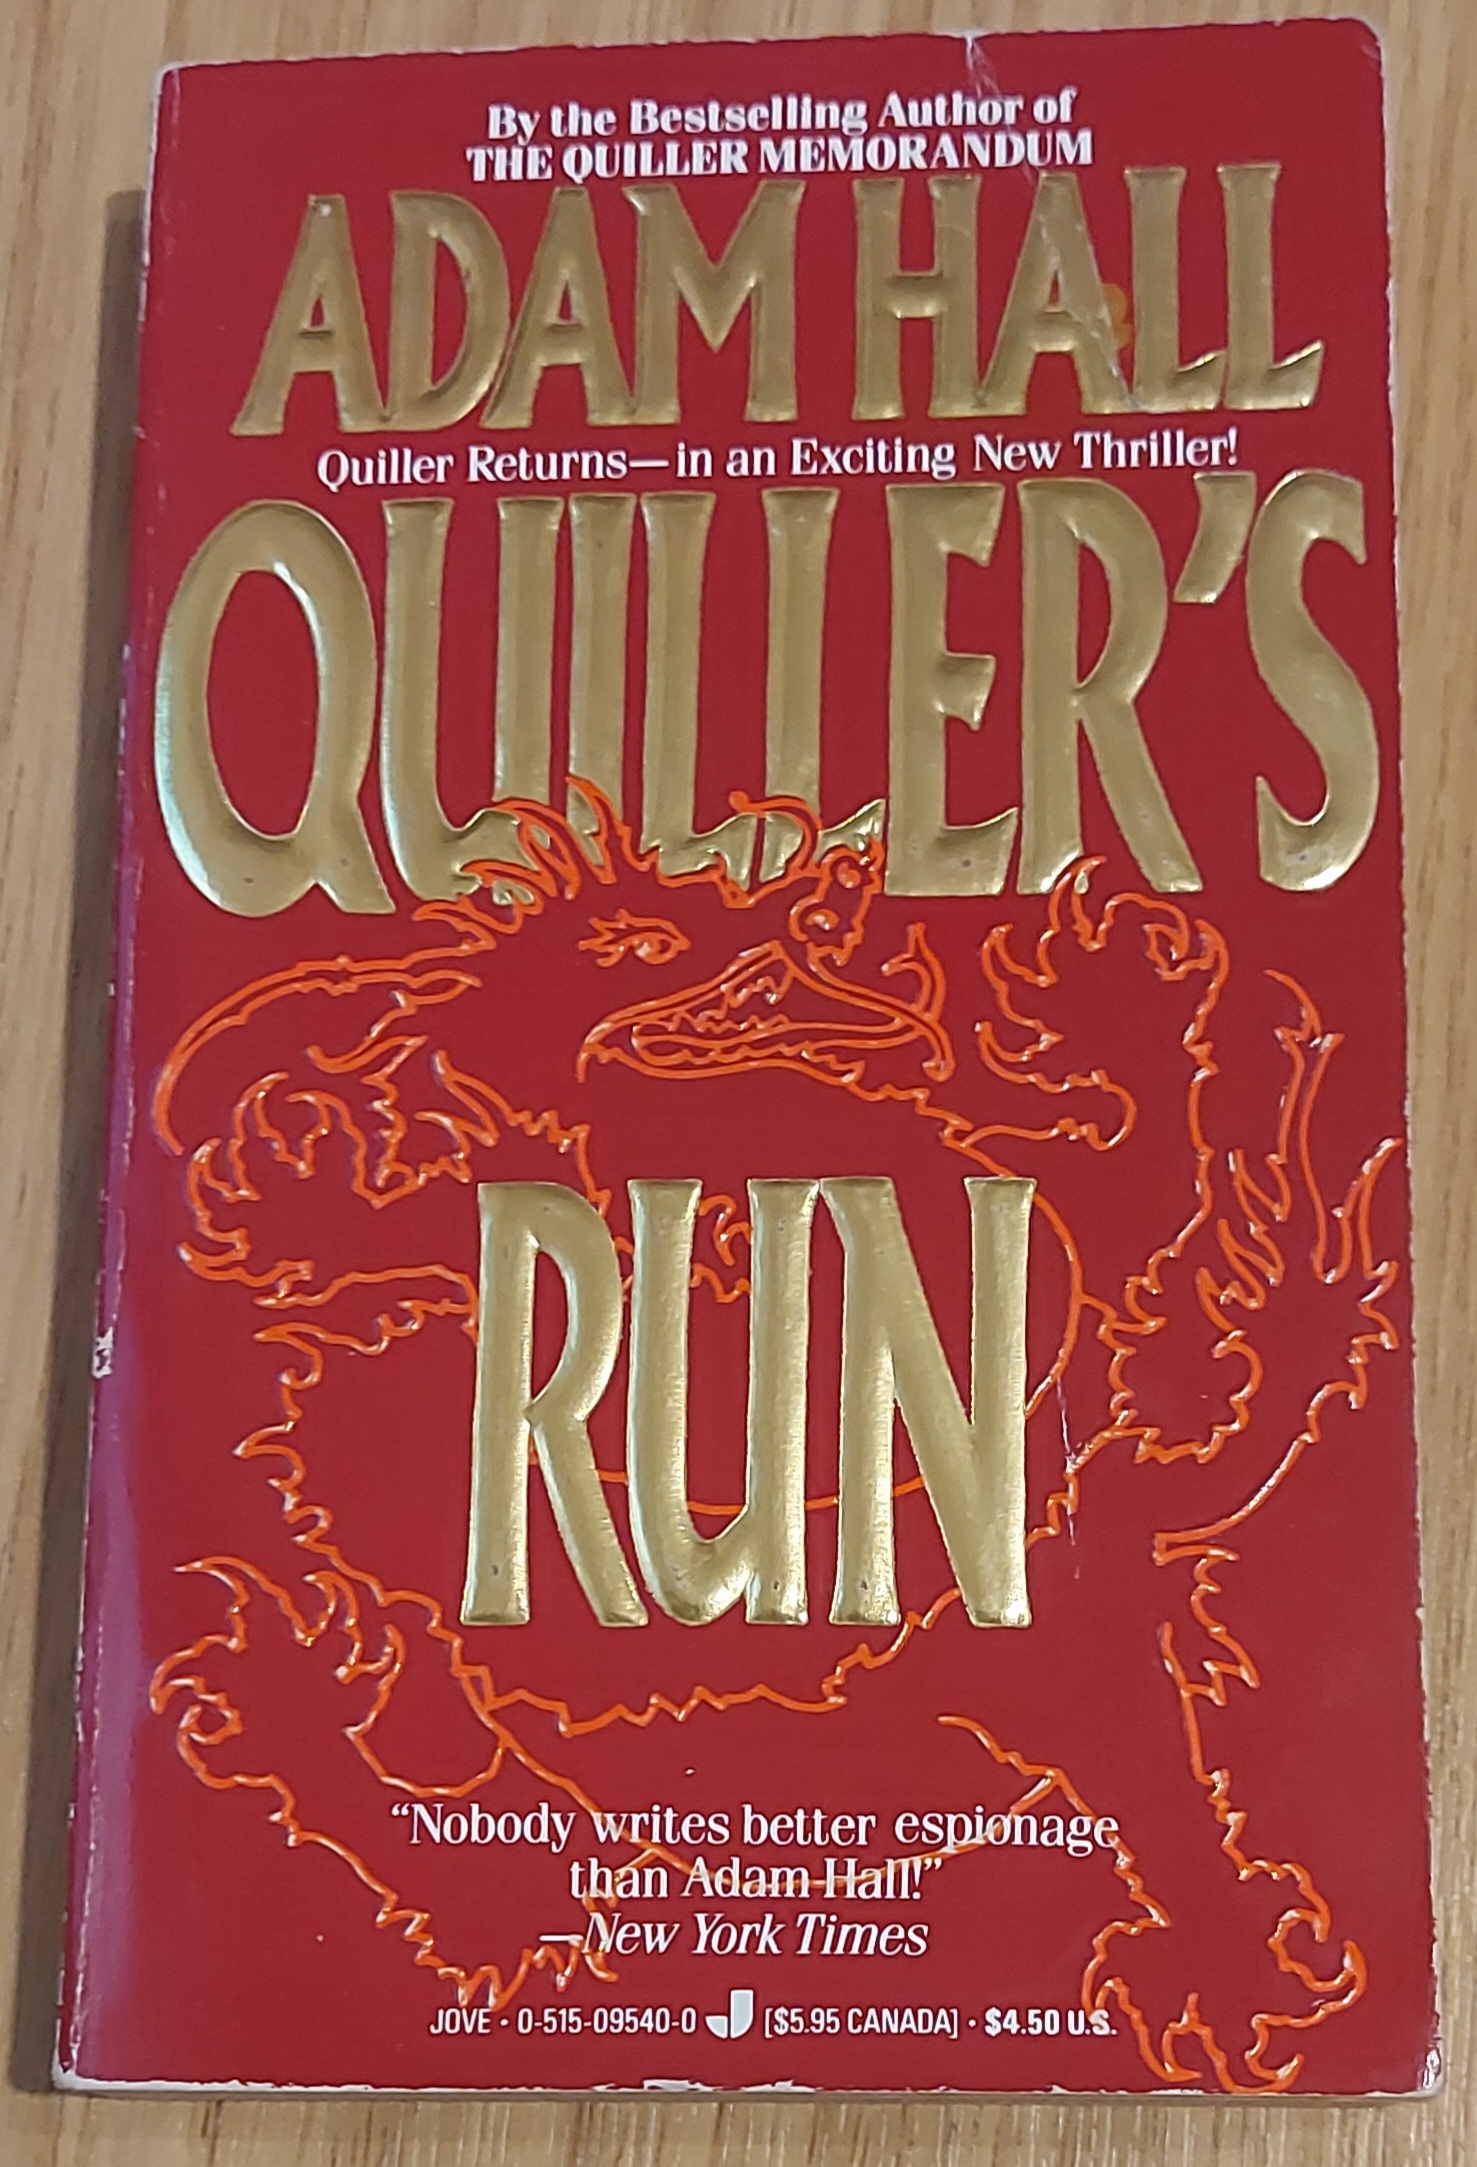 By the Bestselling Author of
THE QUILLER MEMORANDUM
ADAM HALL
Quiller Returns—in an Exciting New Thriller!
QUILLER'S
RUN
“Nobody writes better espionage
than Adam Hall!”
—New York Times
JOVE • 0-515-09540-0 [$5.95 CANADA] • $4.50 U.S.